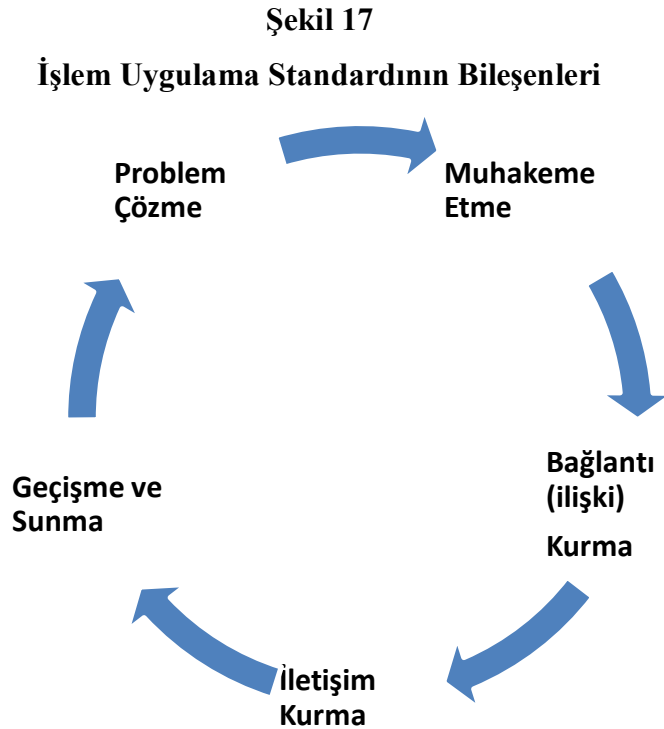 Şekil 17
İşlem Uygulama Standardının Bileşenleri
Problem
Çözme
Muhakeme
Etme
Bağlantı
(ilişki)
Kurma
İletişim
Kurma
Geçişme ve
Sunma